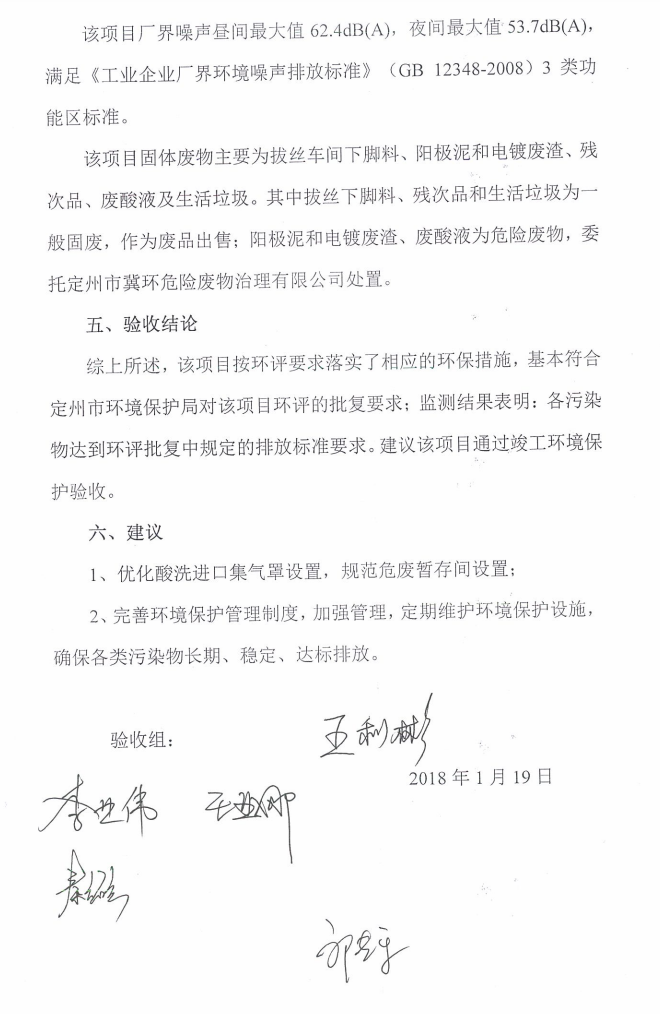 该项目厂界噪声昼间最大值 62.4dB(A)，夜间最大值 53.7dB(A)，
满足《工业企业厂界环境噪声排放标准》（GB 12348-2008）3 类功
能区标准。
该项目固体废物主要为拔丝车间下脚料、阳极泥和电镀废渣、残
次品、废酸液及生活垃圾。其中拔丝下脚料、残次品和生活垃圾为一
般固废，作为废品出售；阳极泥和电镀废渣、废酸液为危险废物，委
托定州市冀环危险废物治理有限公司处置。
五、验收结论
综上所述，该项目按环评要求落实了相应的环保措施，基本符合
定州市环境保护局对该项目环评的批复要求；监测结果表明：各污染
物达到环评批复中规定的排放标准要求。建议该项目通过竣工环境保
护验收。
六、建议
1、优化酸洗进口集气罩设置，规范危废暂存间设置；
2、完善环境保护管理制度，加强管理，定期维护环境保护设施，
确保各类污染物长期、稳定、达标排放。
验收组： 王利彬
2018 年 1 月 19 日
李亚伟 王亚娜